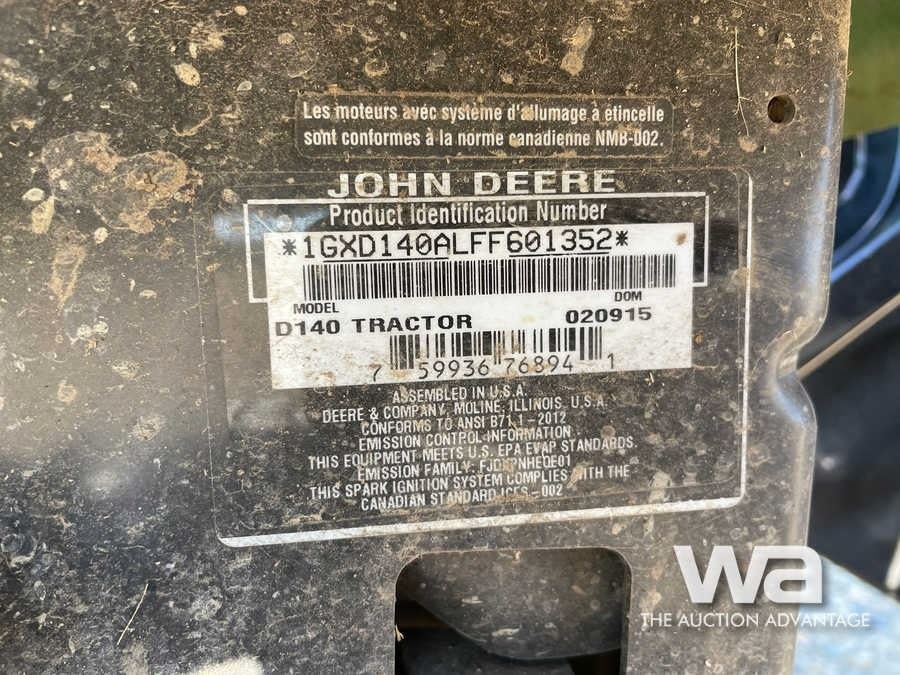 Les moteurs avec système d'allumage à étincelle
sont conformes à la norme canadienne NMB-002.
JOHN DEERE
Product Identification Number
*1GXD140ALFF601352*
MODEL DOM
D140 TRACTOR 020915
7 59936 76894 1
ASSEMBLED IN U.S.A.
DEERE & COMPANY, MOLINE, ILLINOIS, U.S.A.
CONFORMS TO ANSI B71.1-2012
EMISSION CONTROL INFORMATION
THIS EQUIPMENT MEETS U.S. EPA EVAP STANDARDS.
EMISSION FAMILY:
THIS SPARK IGNITION SYSTEM COMPLIES WITH THE
CANADIAN STANDARD ICES-002
wa
THE AUCTION ADVANTAGE